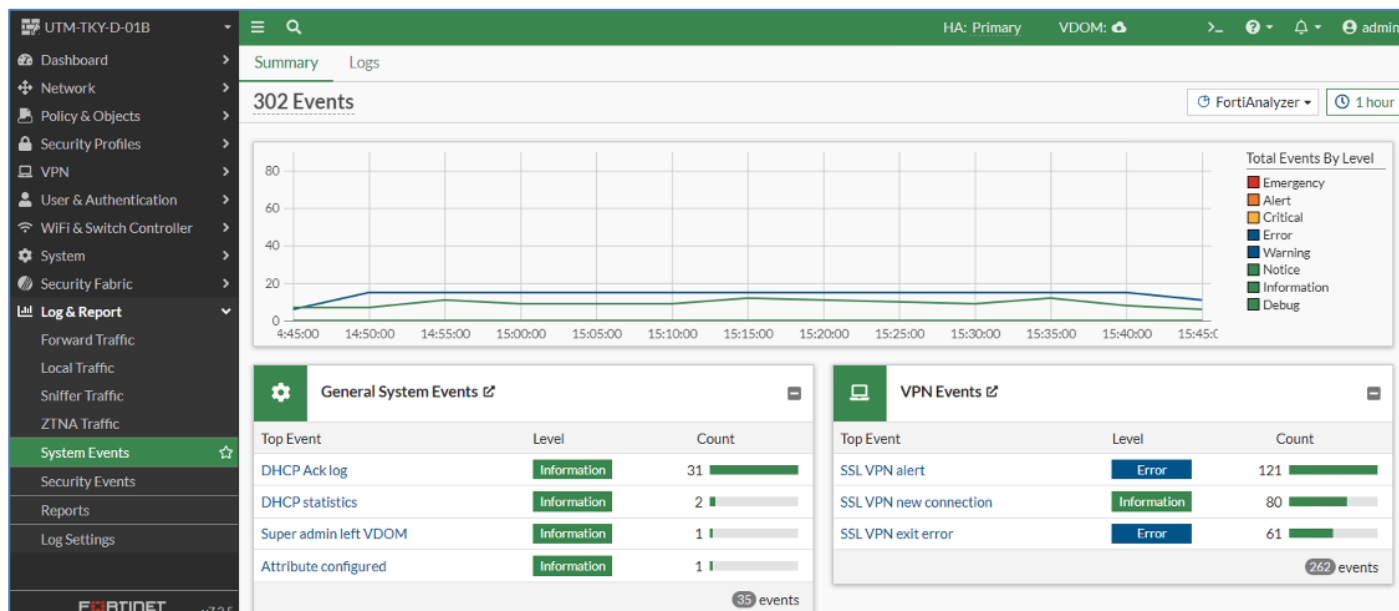 UTM-TKY-D-01B
HA: Primary VDOM: >_ admin
Dashboard
Network
Policy & Objects
Security Profiles
VPN
User & Authentication
WiFi & Switch Controller
System
Security Fabric
Log & Report
Forward Traffic
Local Traffic
Sniffer Traffic
ZTNA Traffic
System Events
Security Events
Reports
Log Settings
FORTINET v7.2.5
Summary Logs
302 Events FortiAnalyzer 1 hour
80
60
40
20
0
4:45:00 14:50:00 14:55:00 15:00:00 15:05:00 15:10:00 15:15:00 15:20:00 15:25:00 15:30:00 15:35:00 15:40:00 15:45:0
Total Events By Level
Emergency
Alert
Critical
Error
Warning
Notice
Information
Debug
General System Events
Top Event Level Count
DHCP Ack log Information 31
DHCP statistics Information 2
Super admin left VDOM Information 1
Attribute configured Information 1
35 events
VPN Events
Top Event Level Count
SSL VPN alert Error 121
SSL VPN new connection Information 80
SSL VPN exit error Error 61
262 events